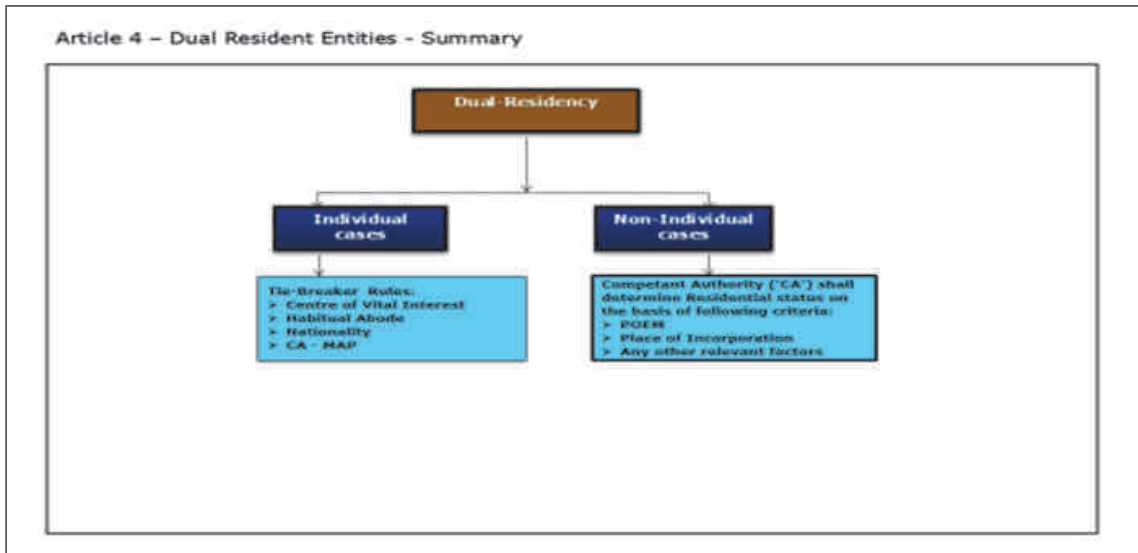 Article 4 – Dual Resident Entities - Summary
Dual-Residency
Individual
cases
Non-Individual
cases
Tie-Breaker Rules:
➢ Centre of Vital Interest
➢ Habitual Abode
➢ Nationality
➢ CA - MAP
Competant Authority ('CA') shall
determine Residential status on
the basis of following criteria:
➢ POEM
➢ Place of Incorporation
➢ Any other relevant factors